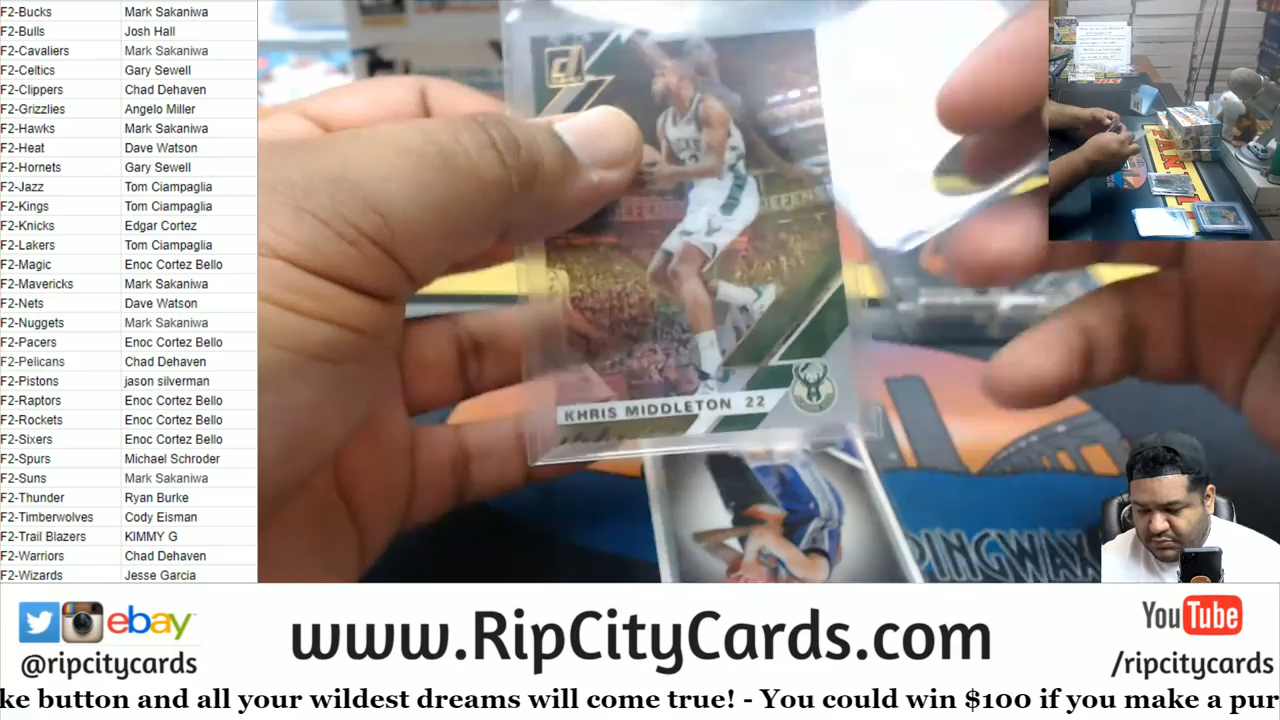 F2-Bucks Mark Sakaniwa
F2-Bulls Josh Hall
F2-Cavaliers Mark Sakaniwa
F2-Celtics Gary Sewell
F2-Clippers Chad Dehaven
F2-Grizzlies Angelo Miller
F2-Hawks Mark Sakaniwa
F2-Heat Dave Watson
F2-Hornets Gary Sewell
F2-Jazz Tom Ciampaglia
F2-Kings Tom Ciampaglia
F2-Knicks Edgar Cortez
F2-Lakers Tom Ciampaglia
F2-Magic Enoc Cortez Bello
F2-Mavericks Mark Sakaniwa
F2-Nets Dave Watson
F2-Nuggets Mark Sakaniwa
F2-Pacers Enoc Cortez Bello
F2-Pelicans Chad Dehaven
F2-Pistons jason silverman
F2-Raptors Enoc Cortez Bello
F2-Rockets Enoc Cortez Bello
F2-Sixers Enoc Cortez Bello
F2-Spurs Michael Schroder
F2-Suns Mark Sakaniwa
F2-Thunder Ryan Burke
F2-Timberwolves Cody Eisman
F2-Trail Blazers KIMMY G
F2-Warriors Chad Dehaven
F2-Wizards Jesse Garcia
DEFENSE
KHRIS MIDDLETON 22
PINGWAX
ebay
@ripcitycards
www.RipCityCards.com
YouTube
/ripcitycards
ke button and all your wildest dreams will come true! - You could win $100 if you make a pur